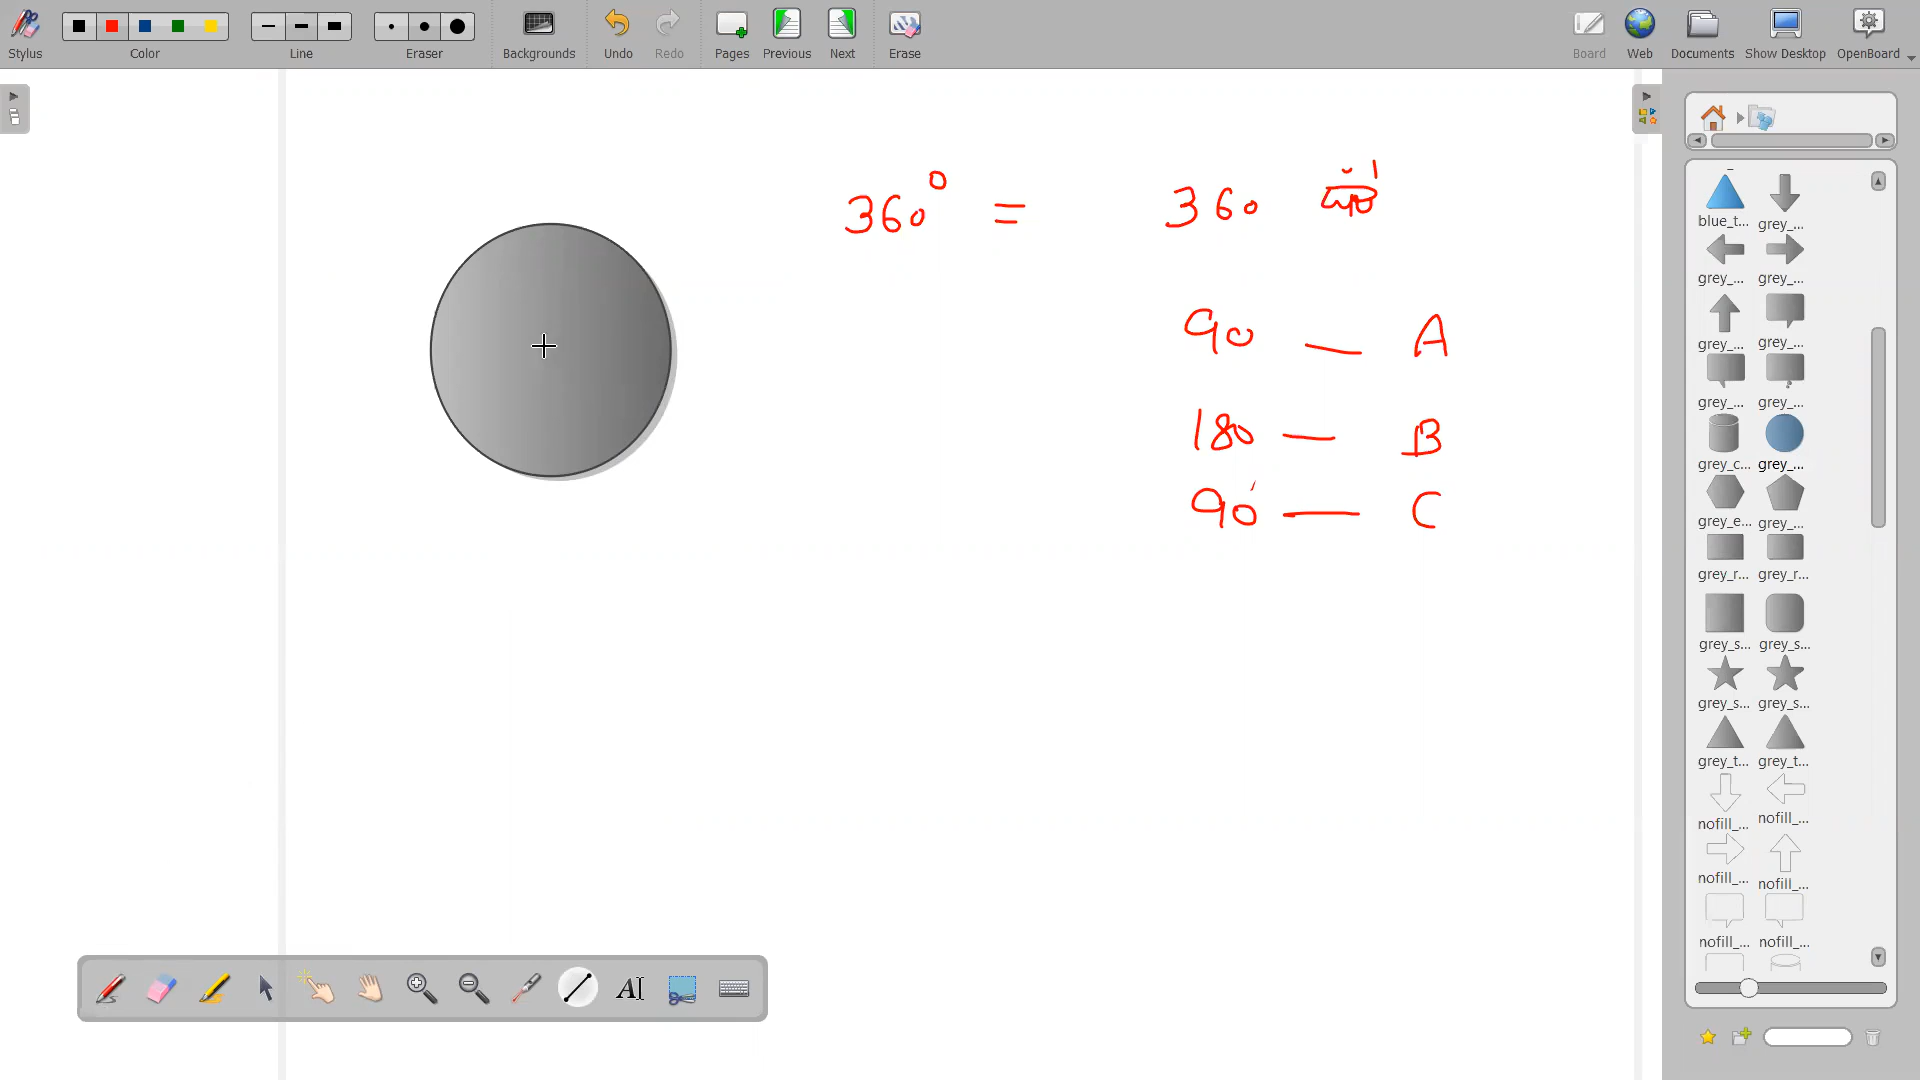 Stylus Color Line Eraser Backgrounds Undo Redo Pages Previous Next Erase Board Web Documents Show Desktop OpenBoard
360° = 360
90 — A
180 — B
90 — C
blue_t... grey_...
grey_... grey_...
grey_... grey_...
grey_... grey_...
grey_c... grey_...
grey_e... grey_...
grey_r... grey_r...
grey_s... grey_s...
grey_s... grey_s...
grey_t... grey_t...
nofill_... nofill_...
nofill_... nofill_...
nofill_... nofill_...
AI